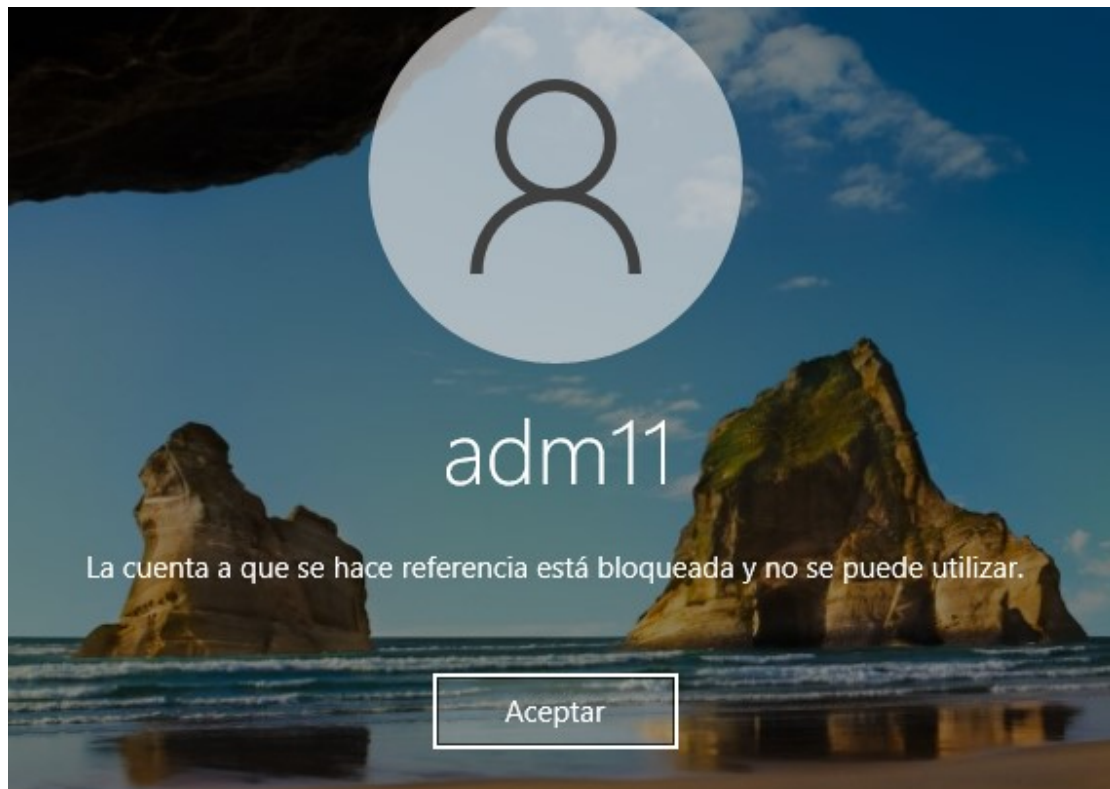 adm11
La cuenta a que se hace referencia está bloqueada y no se puede utilizar.
Aceptar